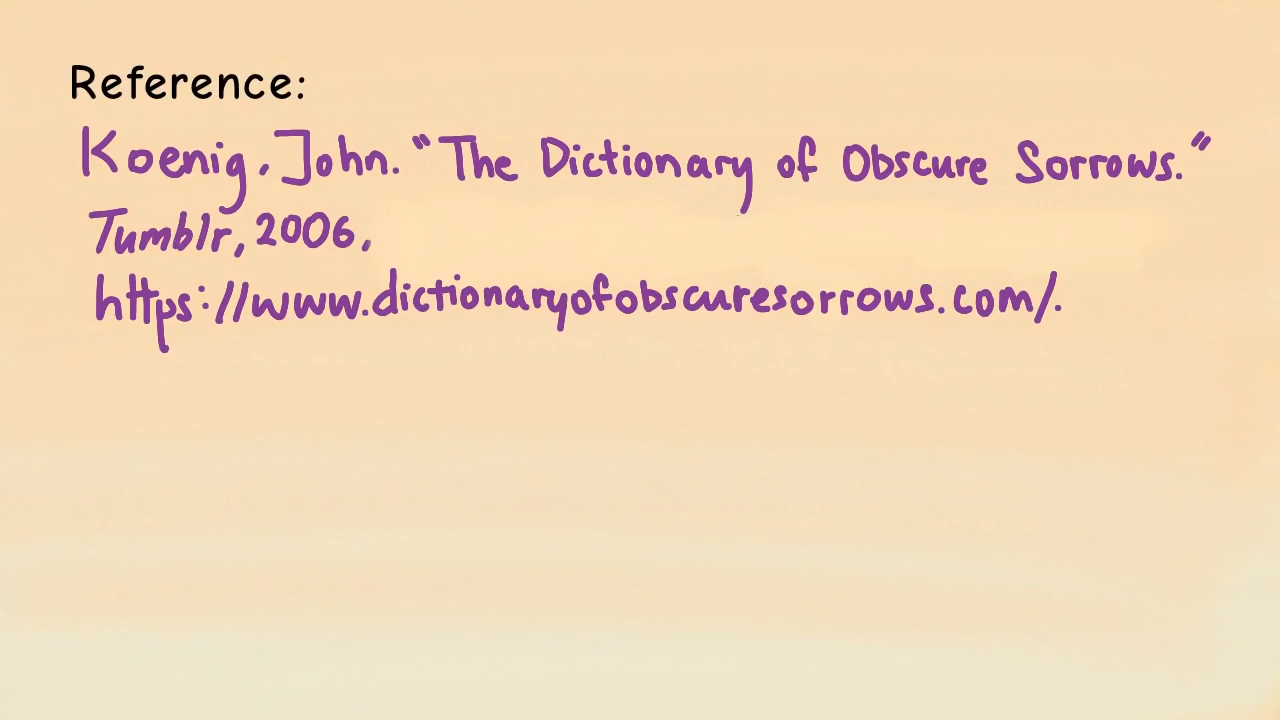 Reference:
Koenig, John. "The Dictionary of Obscure Sorrows."
Tumblr, 2006,
https://www.dictionaryofobscuresorrows.com/.